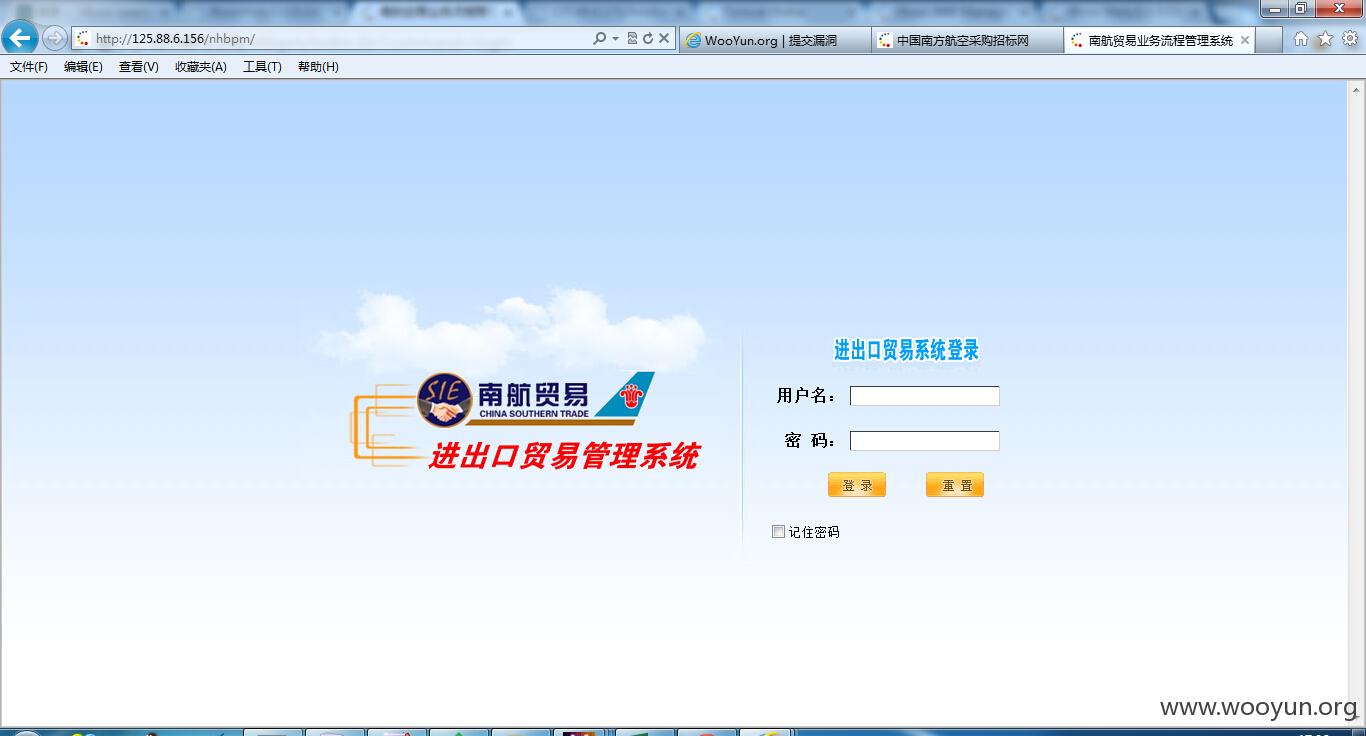 http://125.88.6.156/nhbpm/
WooYun.org | 提交漏洞
中国南方航空采购招标网
南航贸易业务流程管理系统
文件(F) 编辑(E) 查看(V) 收藏夹(A) 工具(T) 帮助(H)
SIE
南航贸易
CHINA SOUTHERN TRADE
进出口贸易管理系统
进出口贸易系统登录
用户名：
密 码：
登 录 重 置
记住密码
www.wooyun.org